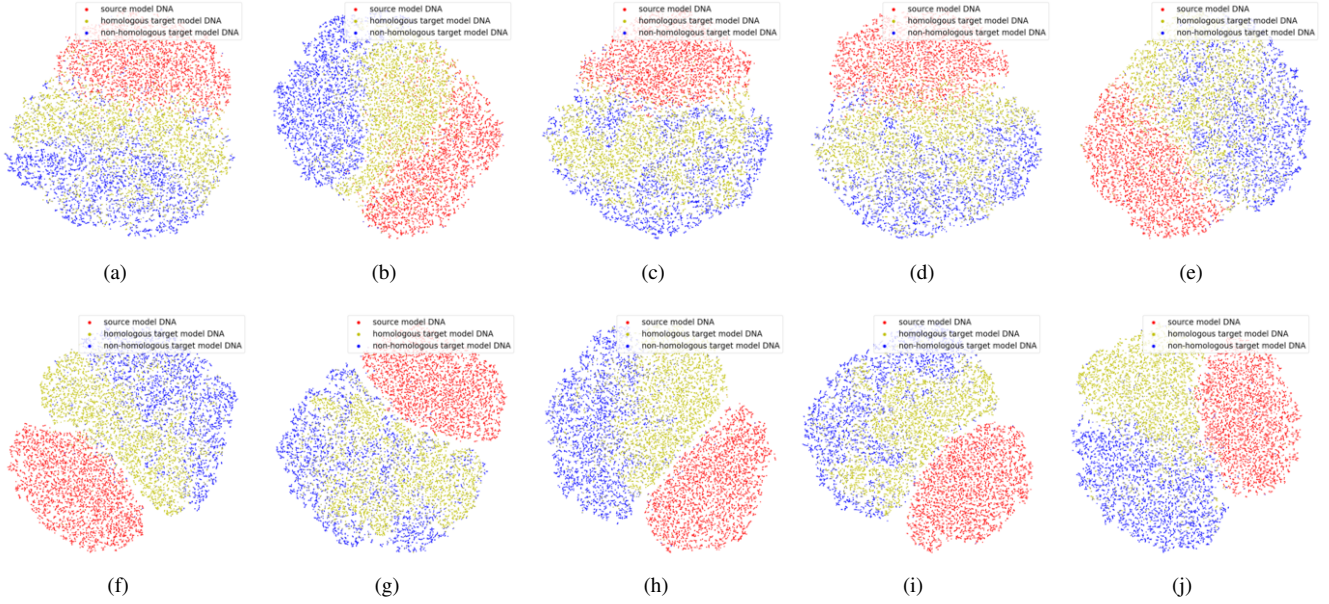 source model DNA
homologous target model DNA
non-homologous target model DNA
source model DNA
homologous target model DNA
non-homologous target model DNA
source model DNA
homologous target model DNA
non-homologous target model DNA
source model DNA
homologous target model DNA
non-homologous target model DNA
source model DNA
homologous target model DNA
non-homologous target model DNA
(a)
(b)
(c)
(d)
(e)
source model DNA
homologous target model DNA
non-homologous target model DNA
source model DNA
homologous target model DNA
non-homologous target model DNA
source model DNA
homologous target model DNA
non-homologous target model DNA
source model DNA
homologous target model DNA
non-homologous target model DNA
source model DNA
homologous target model DNA
non-homologous target model DNA
(f)
(g)
(h)
(i)
(j)